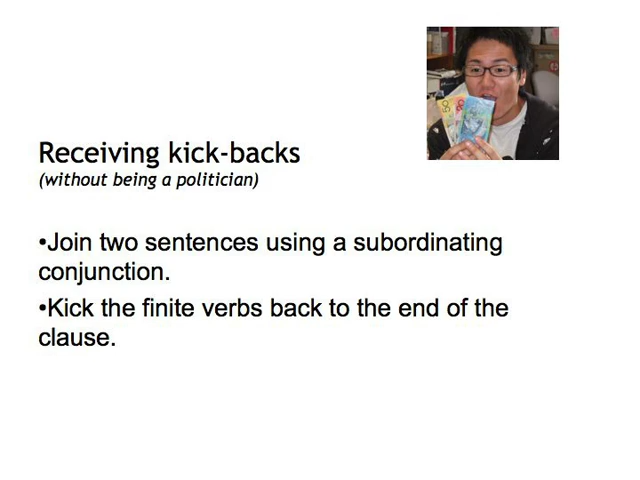 Receiving kick-backs
(without being a politician)
•Join two sentences using a subordinating
conjunction.
•Kick the finite verbs back to the end of the
clause.